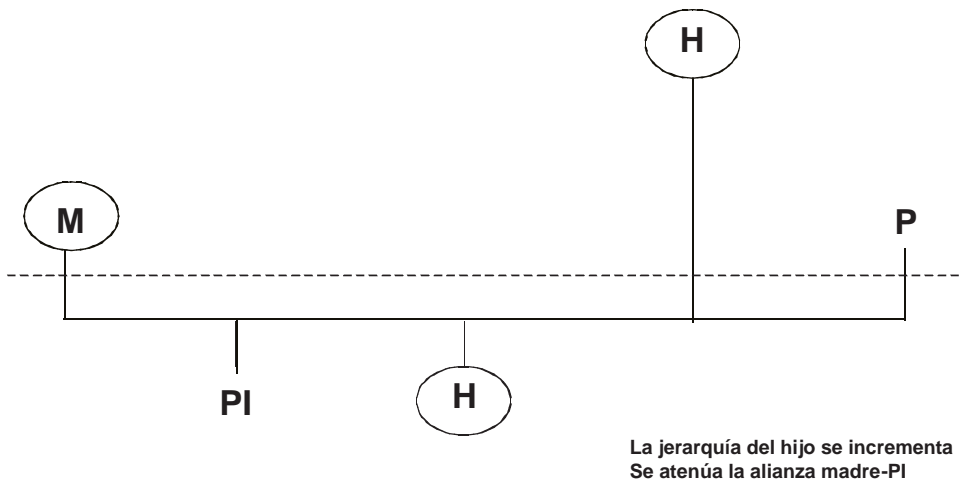 H
M
P
PI
H
La jerarquía del hijo se incrementa
Se atenúa la alianza madre-PI